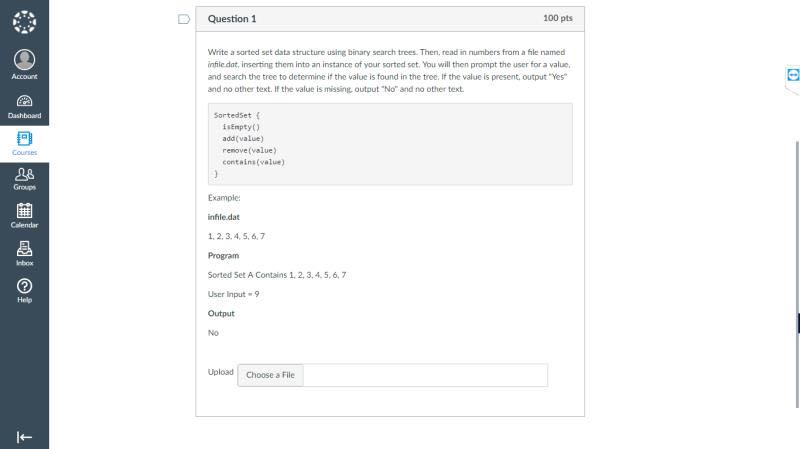 Question 1
100 pts
Write a sorted set data structure using binary search trees. Then, read in numbers from a file named
infile.dat, inserting them into an instance of your sorted set. You will then prompt the user for a value,
and search the tree to determine if the value is found in the tree. If the value is present, output "Yes"
and no other text. If the value is missing, output "No" and no other text.
SortedSet {
isEmpty()
add(value)
remove(value)
contains(value)
}
Example:
infile.dat
1, 2, 3, 4, 5, 6, 7
Program
Sorted Set A Contains 1, 2, 3, 4, 5, 6, 7
User Input = 9
Output
No
Upload
Choose a File
Account
Dashboard
Courses
Groups
Calendar
Inbox
Help